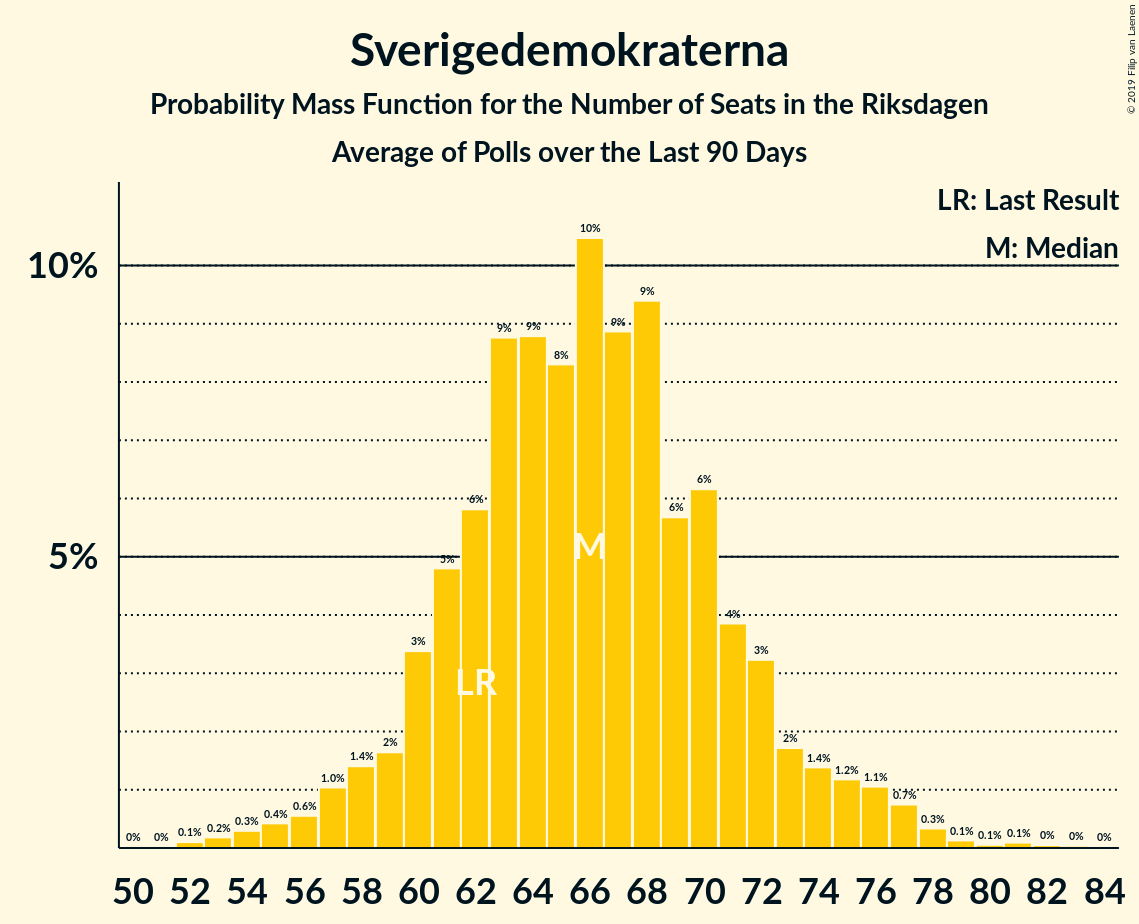 Sverigedemokraterna
Probability Mass Function for the Number of Seats in the Riksdagen
Average of Polls over the Last 90 Days
© 2019 Filip van Laenen
LR: Last Result
M: Median
10%
5%
0% 0% 0.1% 0.2% 0.3% 0.4% 0.6% 1.0% 1.4% 2% 3% 5% 6% 9% 9% 8% 10% 9% 9% 6% 6% 4% 3% 2% 1.4% 1.2% 1.1% 0.7% 0.3% 0.1% 0.1% 0.1% 0% 0% 0%
M
LR
50 52 54 56 58 60 62 64 66 68 70 72 74 76 78 80 82 84